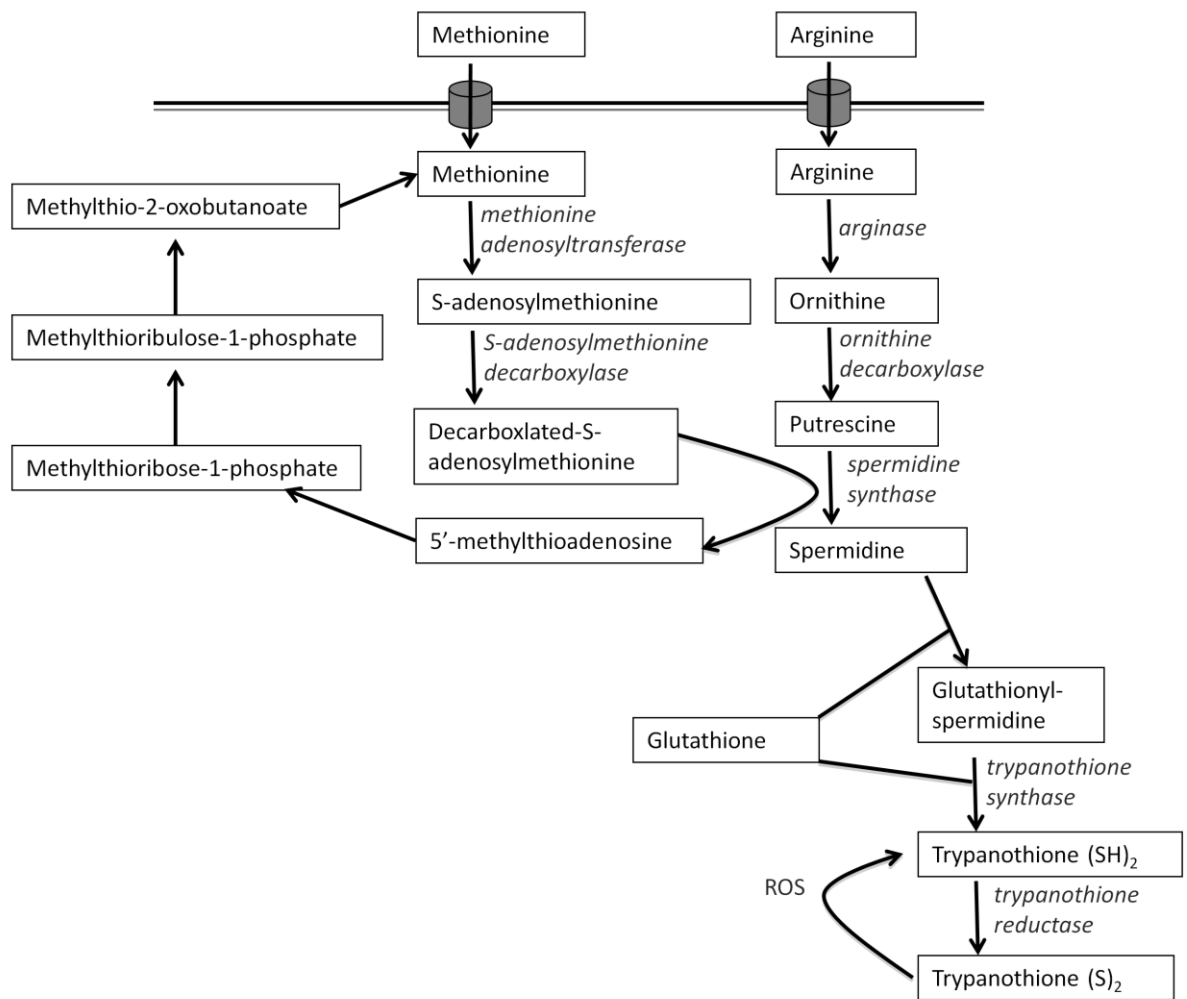 Methionine
Arginine
Methionine
Arginine
Methylthio-2-oxobutanoate
methionine
adenosyltransferase
arginase
S-adenosylmethionine
Ornithine
Methylthioribulose-1-phosphate
S-adenosylmethionine
decarboxylase
ornithine
decarboxylase
Decarboxlated-S-
adenosylmethionine
Putrescine
Methylthioribose-1-phosphate
spermidine
synthase
5’-methylthioadenosine
Spermidine
Glutathionyl-
spermidine
Glutathione
trypanothione
synthase
Trypanothione (SH)₂
ROS
trypanothione
reductase
Trypanothione (S)₂